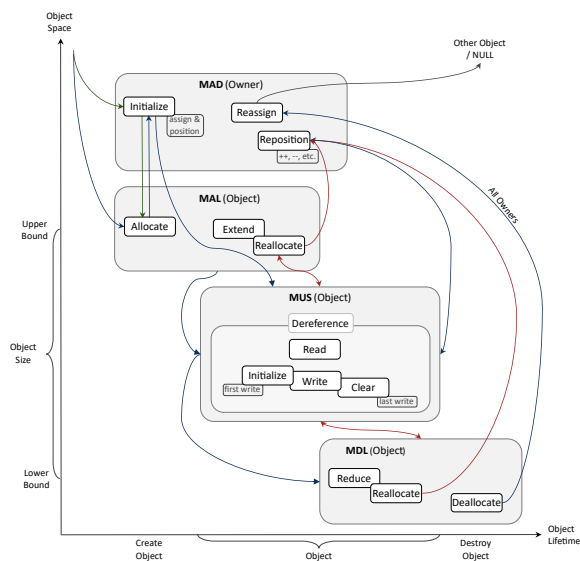 Object
Space
Other Object
/ NULL
MAD (Owner)
Initialize
assign &
position
Reassign
Reposition
++, --, etc.
All Owners
MAL (Object)
Allocate
Extend
Reallocate
Upper
Bound
MUS (Object)
Dereference
Read
Initialize
first write
Write
Clear
last write
Object
Size
MDL (Object)
Reduce
Reallocate
Deallocate
Lower
Bound
Object
Lifetime
Create
Object
Object
Destroy
Object